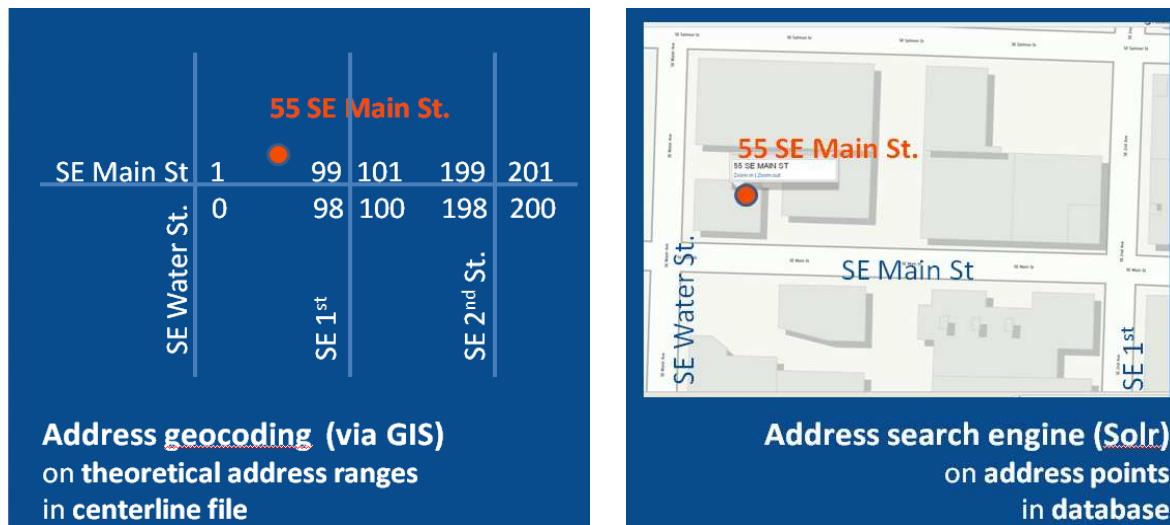 55 SE Main St.
SE Main St 1 99 101 199 201
0 98 100 198 200
SE Water St.
SE 1st
SE 2nd St.
Address geocoding (via GIS)
on theoretical address ranges
in centerline file
55 SE Main St.
55 SE MAIN ST
Zoom in | Zoom out
SE Main St
SE Water St.
SE 1st
Address search engine (Solr)
on address points
in database